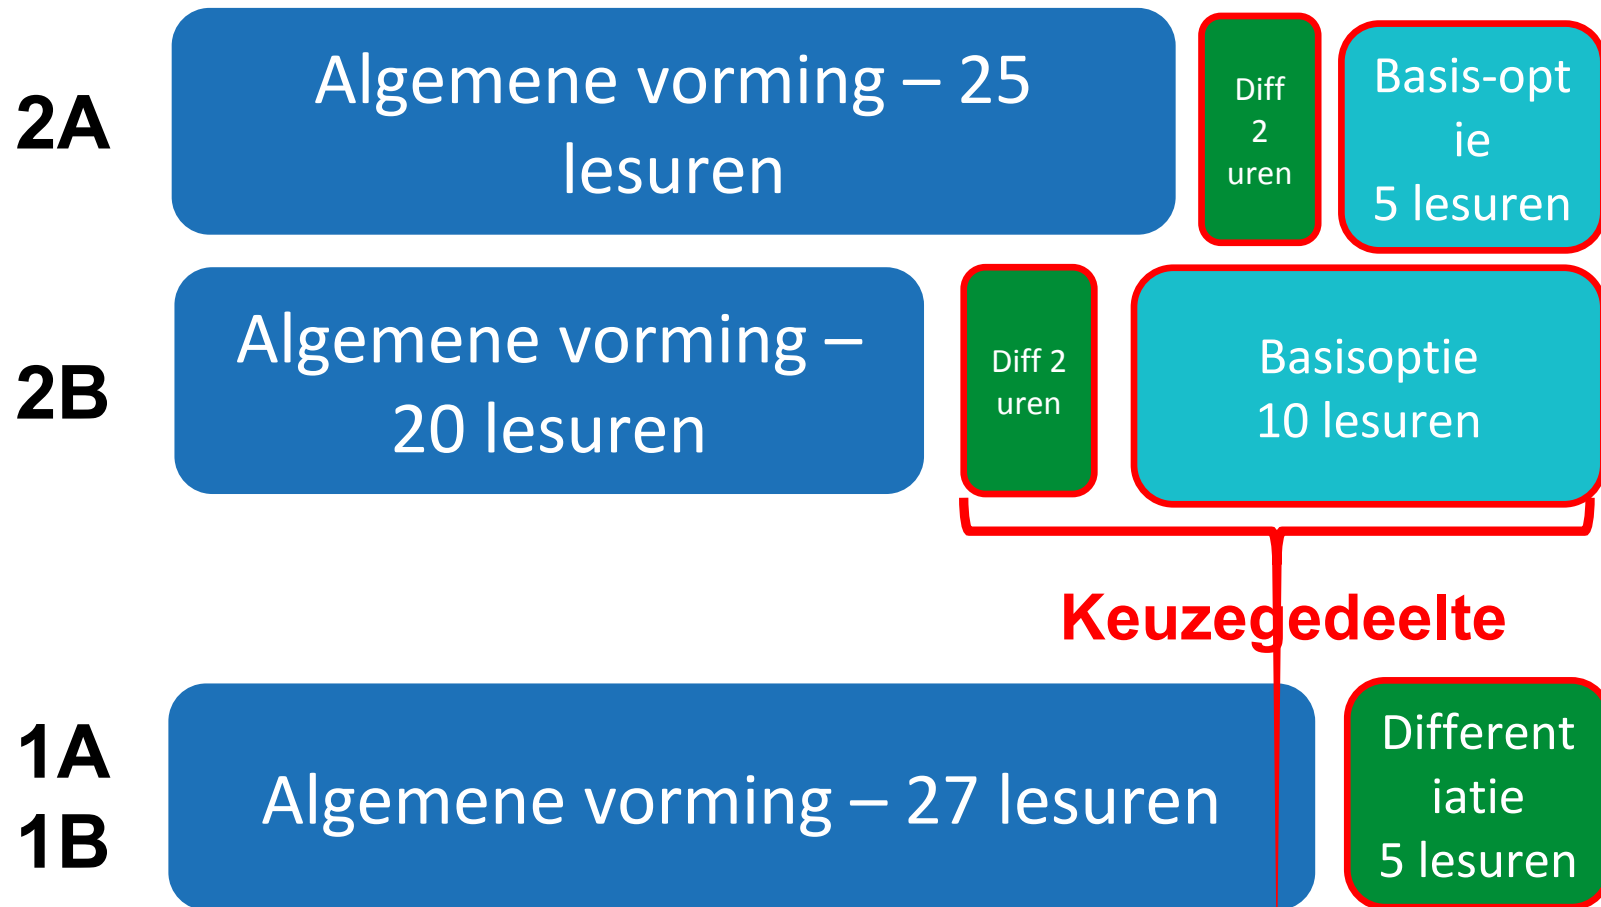 2A
Algemene vorming – 25
lesuren
Diff
2
uren
Basis-opt
ie
5 lesuren
2B
Algemene vorming –
20 lesuren
Diff 2
uren
Basisoptie
10 lesuren
Keuzegedeelte
1A
1B
Algemene vorming – 27 lesuren
Different
iatie
5 lesuren